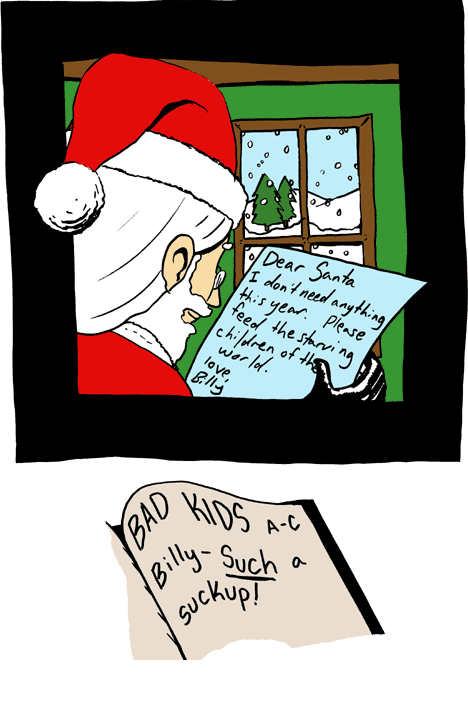 Dear Santa
I don't need anything
this year. Please
feed the starving
children of the
world.
love,
Billy
BAD KIDS A-C
Billy- Such a
suckup!